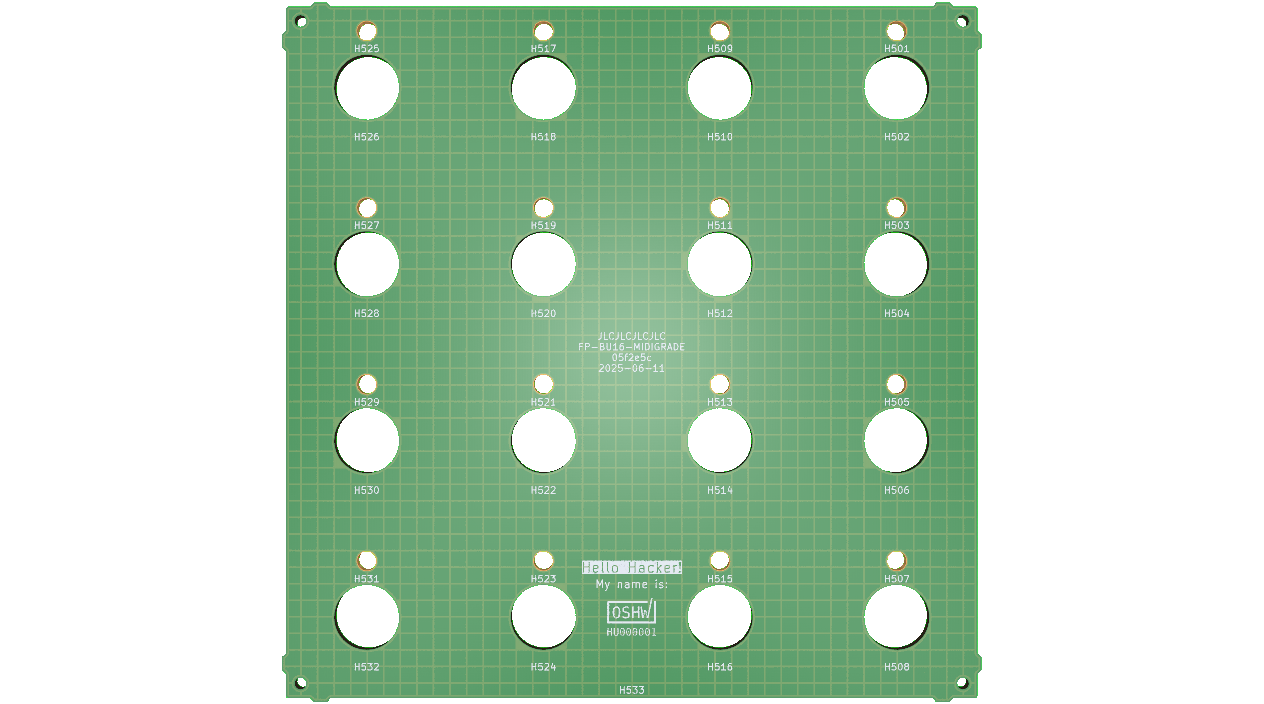 H525 H517 H509 H501
H526 H518 H510 H502
H527 H519 H511 H503
H528 H520 H512 H504
JLCJLCJLCJLC
FP-BU16-MIDIGRADE
05f2e5c
2025-06-11
H529 H521 H513 H505
H530 H522 H514 H506
Hello Hacker!
H531 H523 H515 H507
My name is:
OSHW
HU000001
H532 H524 H516 H508
H533